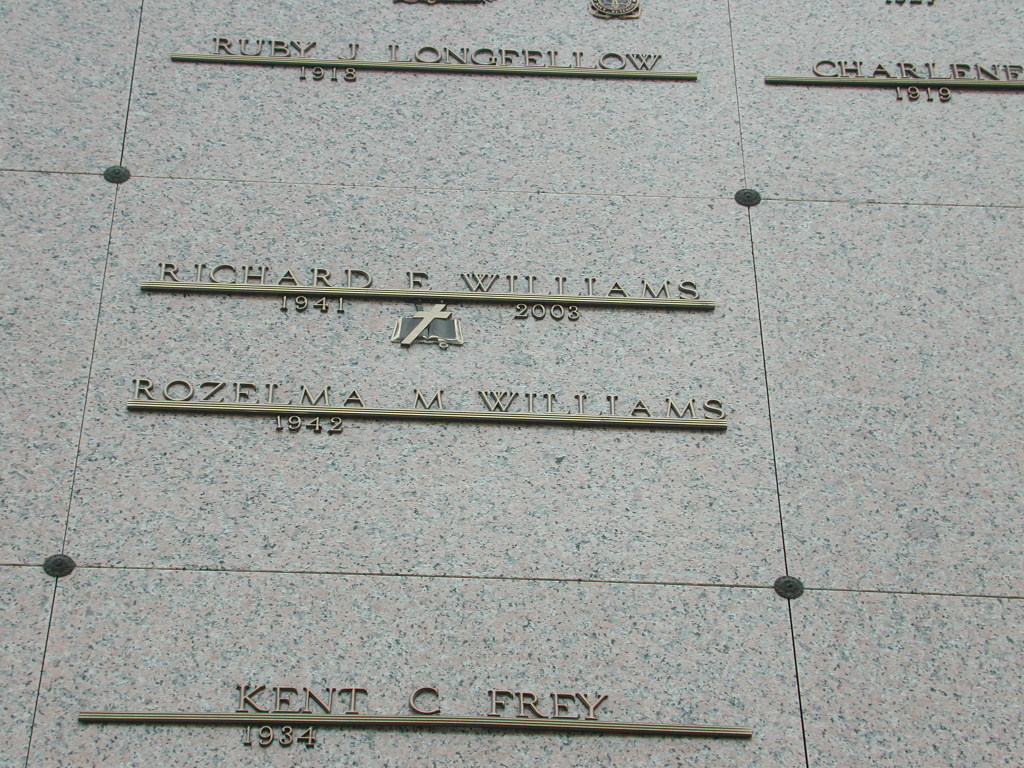 RUBY J LONGFELLOW
1918
CHARLENE
1919
RICHARD E WILLIAMS
1941 2003
ROZELMA M WILLIAMS
1942
KENT C FREY
1934